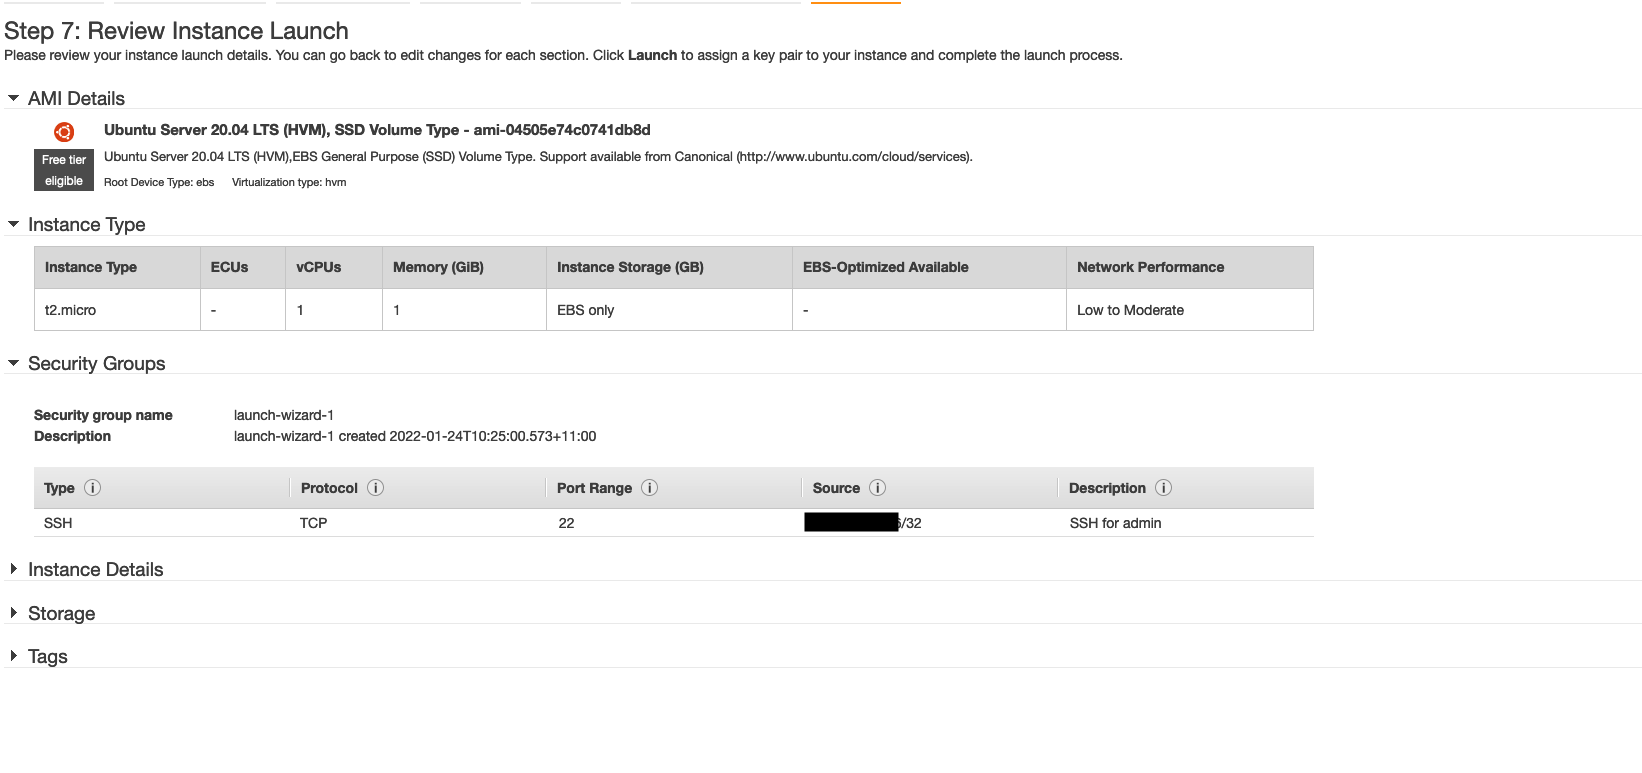 Step 7: Review Instance Launch
Please review your instance launch details. You can go back to edit changes for each section. Click Launch to assign a key pair to your instance and complete the launch process.
AMI Details
Ubuntu Server 20.04 LTS (HVM), SSD Volume Type - ami-04505e74c0741db8d
Free tier eligible
Ubuntu Server 20.04 LTS (HVM),EBS General Purpose (SSD) Volume Type. Support available from Canonical (http://www.ubuntu.com/cloud/services).
Root Device Type: ebs Virtualization type: hvm
Instance Type
Instance Type ECUs vCPUs Memory (GiB) Instance Storage (GB) EBS-Optimized Available Network Performance
t2.micro - 1 1 EBS only - Low to Moderate
Security Groups
Security group name launch-wizard-1
Description launch-wizard-1 created 2022-01-24T10:25:00.573+11:00
Type Protocol Port Range Source Description
SSH TCP 22 /32 SSH for admin
Instance Details
Storage
Tags